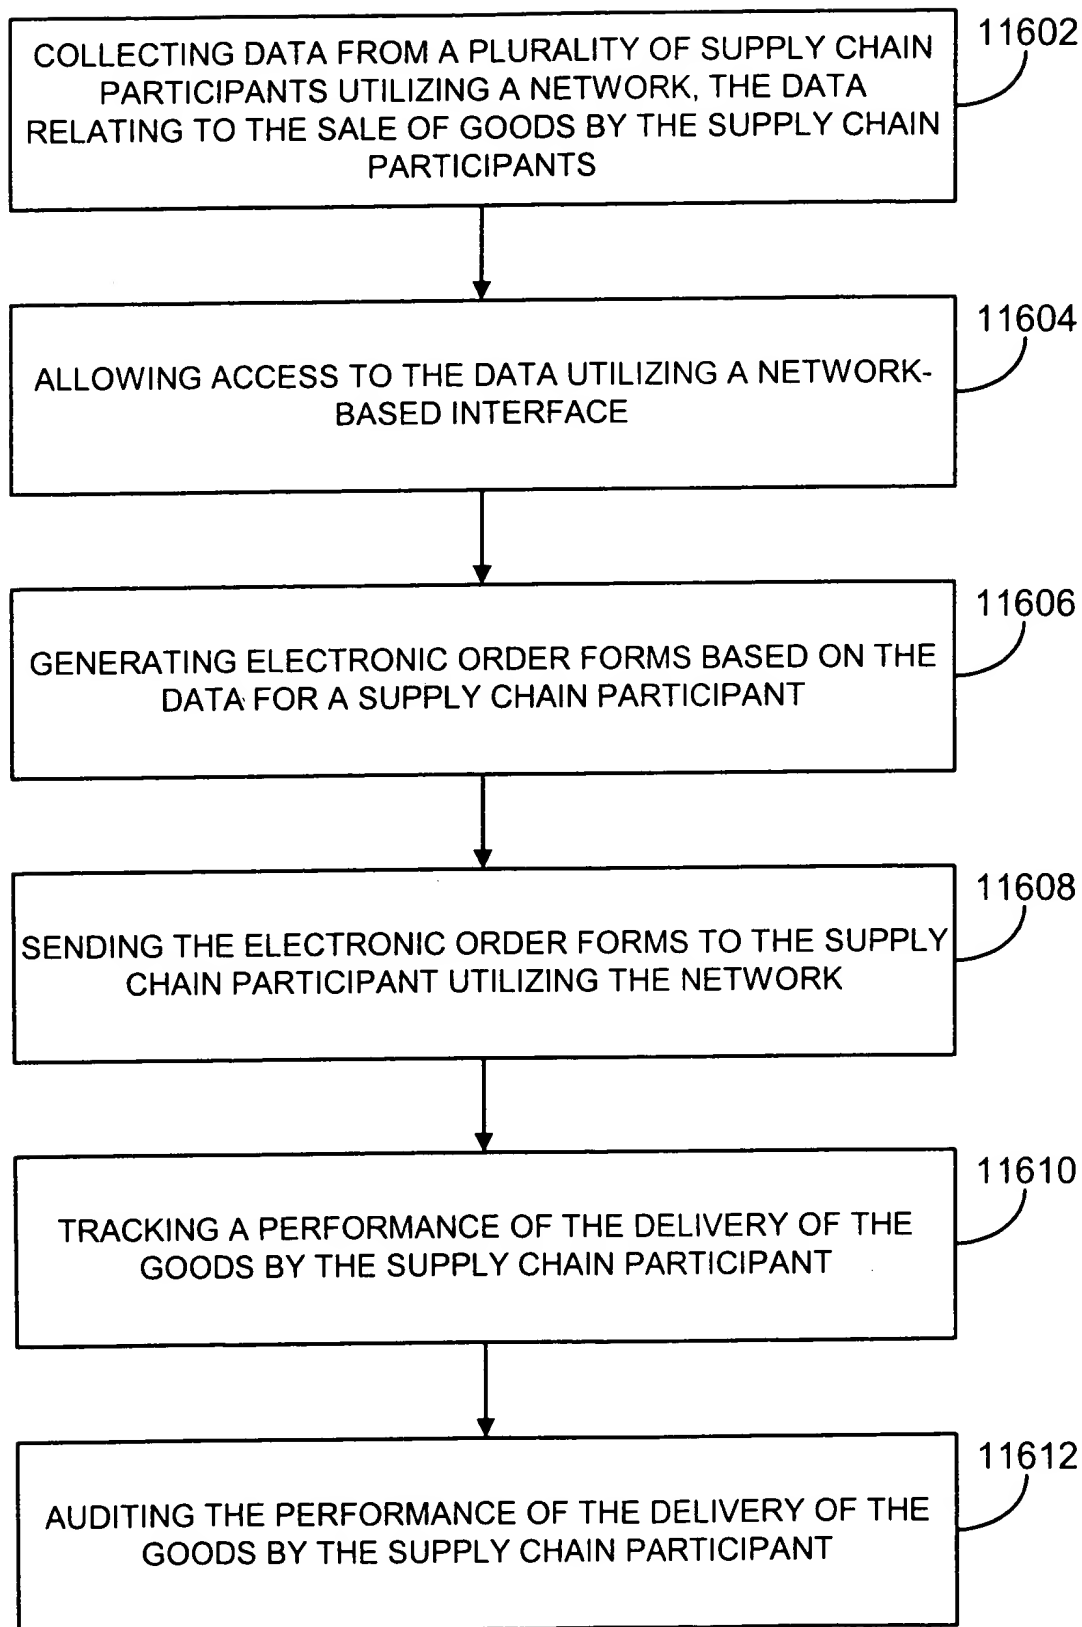 11602
COLLECTING DATA FROM A PLURALITY OF SUPPLY CHAIN
PARTICIPANTS UTILIZING A NETWORK, THE DATA
RELATING TO THE SALE OF GOODS BY THE SUPPLY CHAIN
PARTICIPANTS
11604
ALLOWING ACCESS TO THE DATA UTILIZING A NETWORK-
BASED INTERFACE
11606
GENERATING ELECTRONIC ORDER FORMS BASED ON THE
DATA FOR A SUPPLY CHAIN PARTICIPANT
11608
SENDING THE ELECTRONIC ORDER FORMS TO THE SUPPLY
CHAIN PARTICIPANT UTILIZING THE NETWORK
11610
TRACKING A PERFORMANCE OF THE DELIVERY OF THE
GOODS BY THE SUPPLY CHAIN PARTICIPANT
11612
AUDITING THE PERFORMANCE OF THE DELIVERY OF THE
GOODS BY THE SUPPLY CHAIN PARTICIPANT